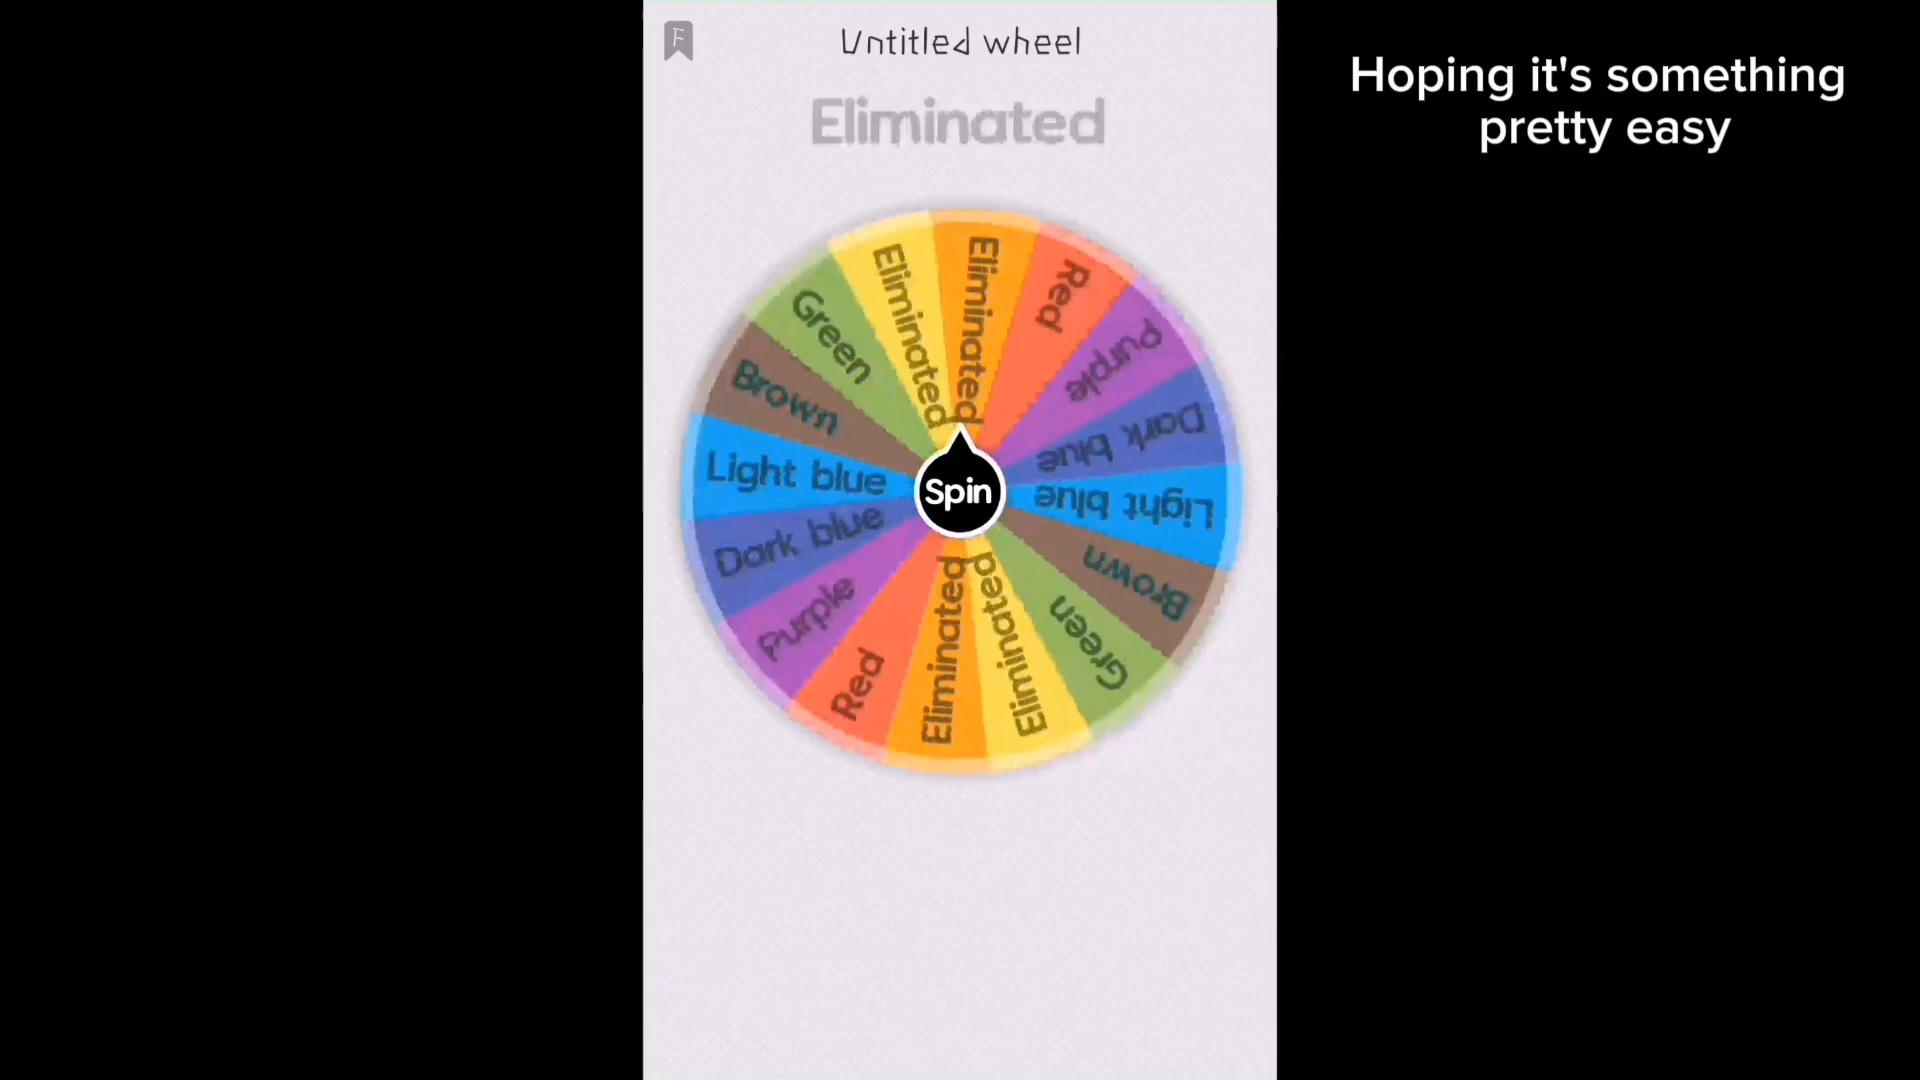 F
Untitled wheel
Hoping it's something
pretty easy
Eliminated
Eliminated
Eliminated
Red
Purple
Dark blue
Light blue
Brown
Green
Eliminated
Eliminated
Red
Purple
Dark blue
Light blue
Brown
Green
Spin